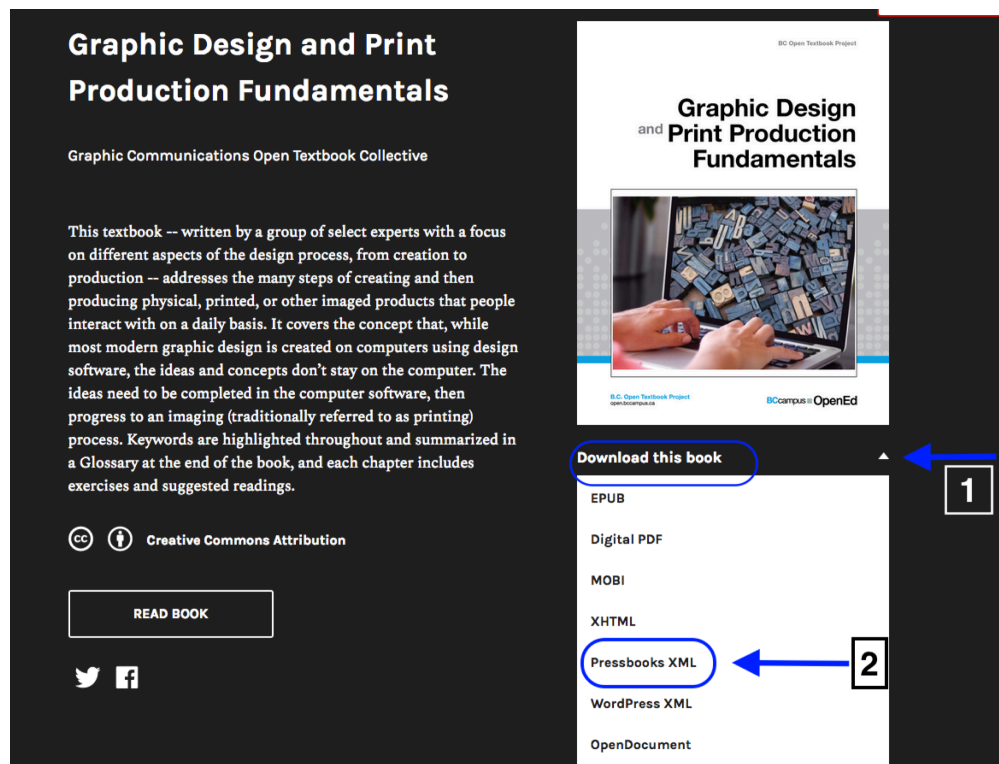 Graphic Design and Print
Production Fundamentals
Graphic Communications Open Textbook Collective
This textbook -- written by a group of select experts with a focus
on different aspects of the design process, from creation to
production -- addresses the many steps of creating and then
producing physical, printed, or other imaged products that people
interact with on a daily basis. It covers the concept that, while
most modern graphic design is created on computers using design
software, the ideas and concepts don’t stay on the computer. The
ideas need to be completed in the computer software, then
progress to an imaging (traditionally referred to as printing)
process. Keywords are highlighted throughout and summarized in
a Glossary at the end of the book, and each chapter includes
exercises and suggested readings.
cc
Creative Commons Attribution
READ BOOK
BC Open Textbook Project
Graphic Design
and Print Production
Fundamentals
B.C. Open Textbook Project
open.bccampus.ca
BCcampus OpenEd
Download this book
1
EPUB
Digital PDF
MOBI
XHTML
Pressbooks XML
2
WordPress XML
OpenDocument